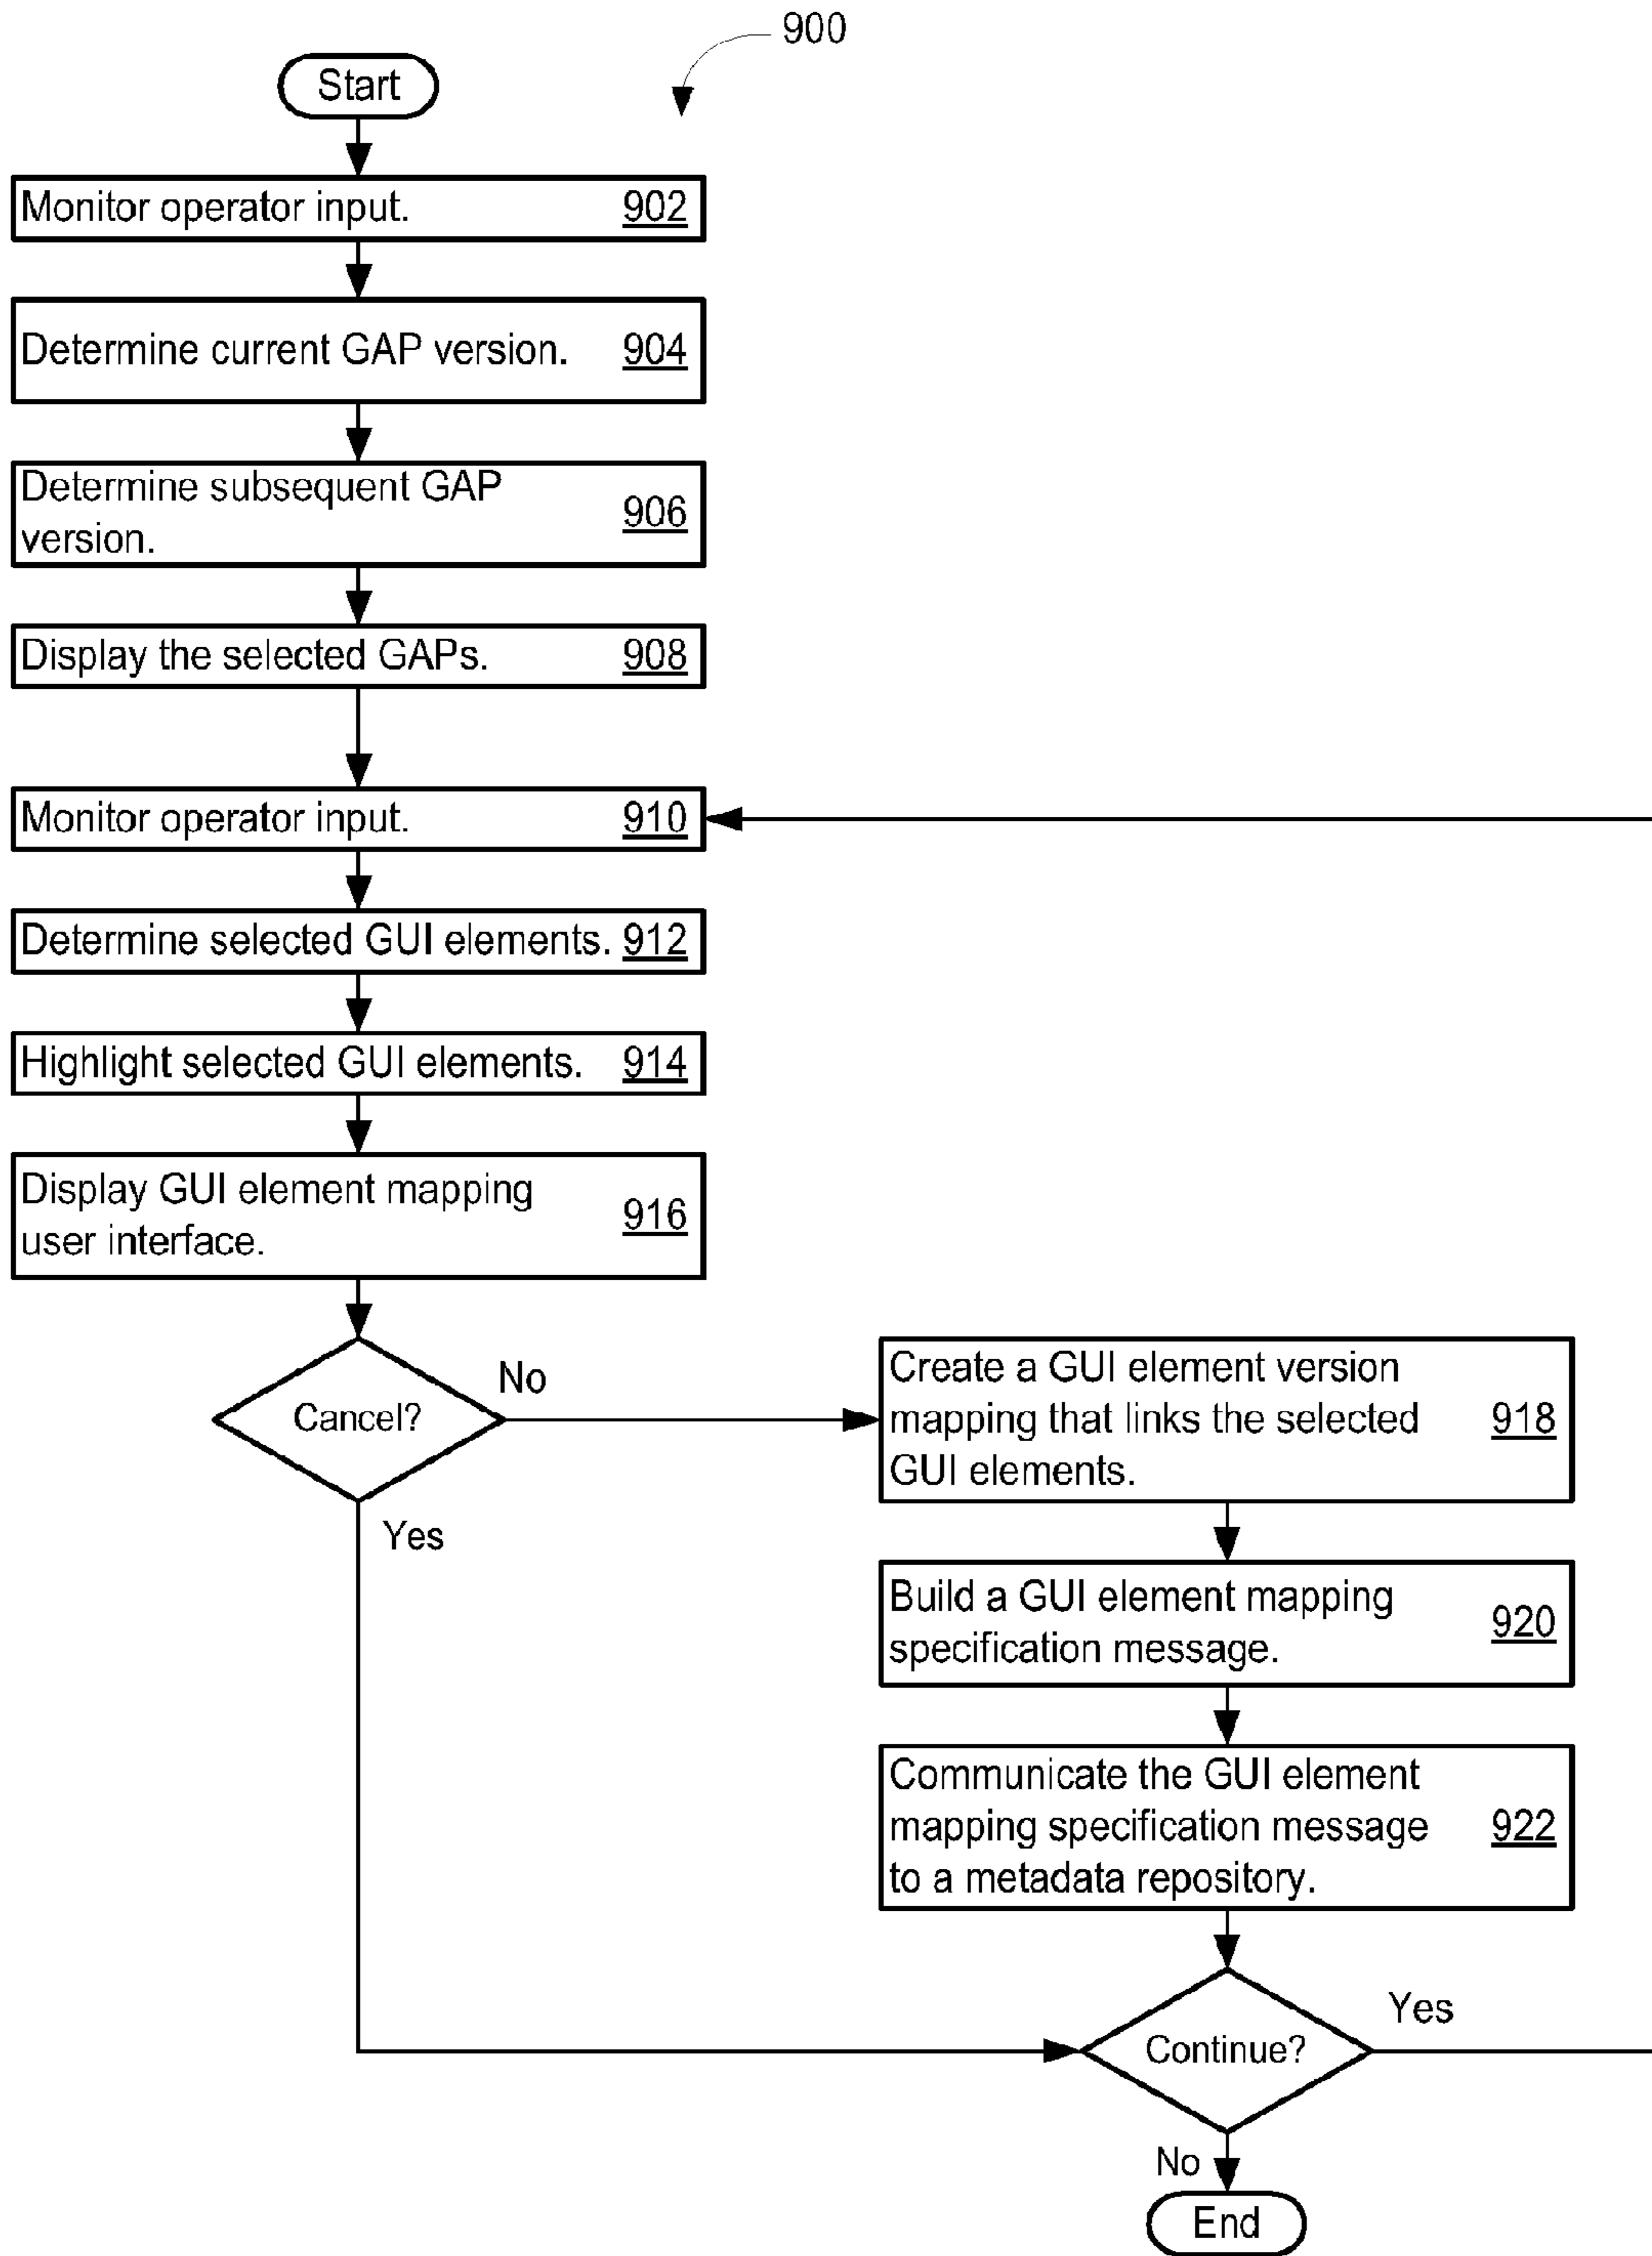 900
Start
Monitor operator input. 902
Determine current GAP version. 904
Determine subsequent GAP
version.
906
Display the selected GAPs. 908
Monitor operator input. 910
Determine selected GUI elements. 912
Highlight selected GUI elements. 914
Display GUI element mapping
user interface.
916
Cancel?
No
Yes
Create a GUI element version
mapping that links the selected
GUI elements.
918
Build a GUI element mapping
specification message.
920
Communicate the GUI element
mapping specification message
to a metadata repository.
922
Continue?
Yes
No
End